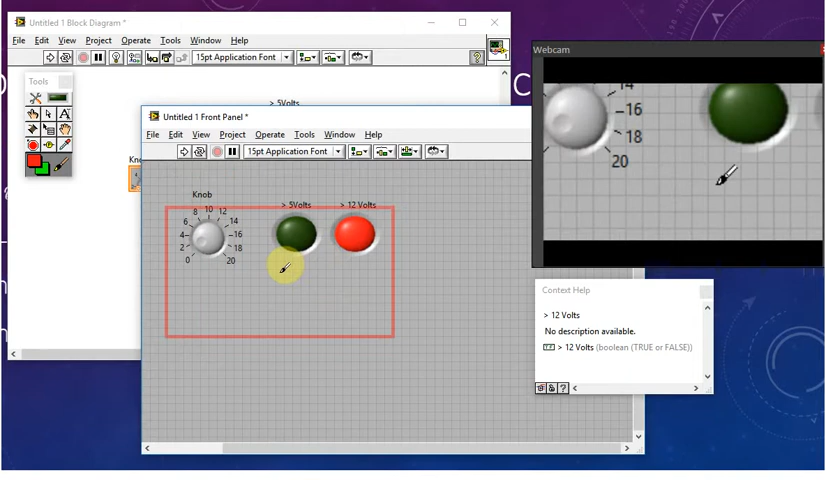 Untitled 1 Block Diagram *
File Edit View Project Operate Tools Window Help
15pt Application Font
1
Tools
> 5Volts
Untitled 1 Front Panel *
File Edit View Project Operate Tools Window Help
15pt Application Font
Knob
> 5Volts
> 12 Volts
0 2 4 6 8 10 12 14 16 18 20
Webcam
14
16
18
20
C
Context Help
> 12 Volts
No description available.
> 12 Volts (boolean (TRUE or FALSE))